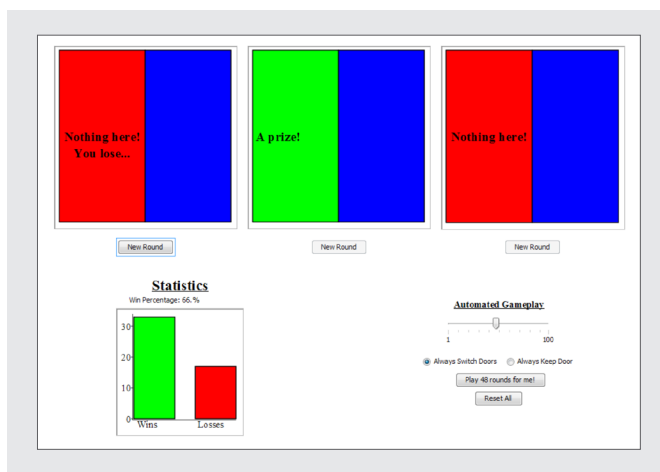 Nothing here!
You lose...
A prize!
Nothing here!
New Round
New Round
New Round
Statistics
Win Percentage: 66.%
30
20
10
0
Wins
Losses
Automated Gameplay
1
100
Always Switch Doors
Always Keep Door
Play 48 rounds for me!
Reset All